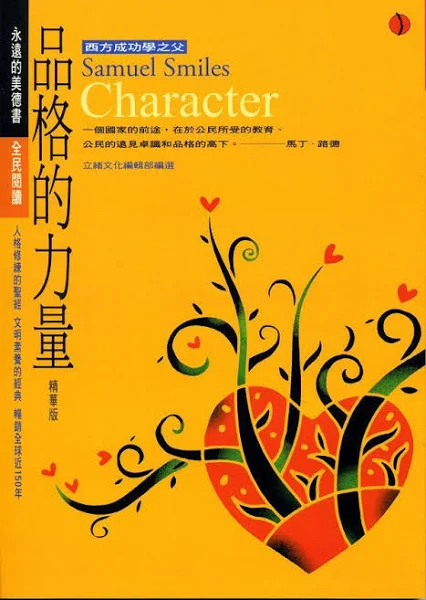 永遠的美德書
全民閱讀
人格修練的聖經 文明素養的經典 暢銷全球近150年
品格的力量
精華版
西方成功學之父
Samuel Smiles
Character
一個國家的前途，在於公民所受的教育、
公民的遠見卓識和品格的高下。———馬丁．路德
立緒文化編輯部編選